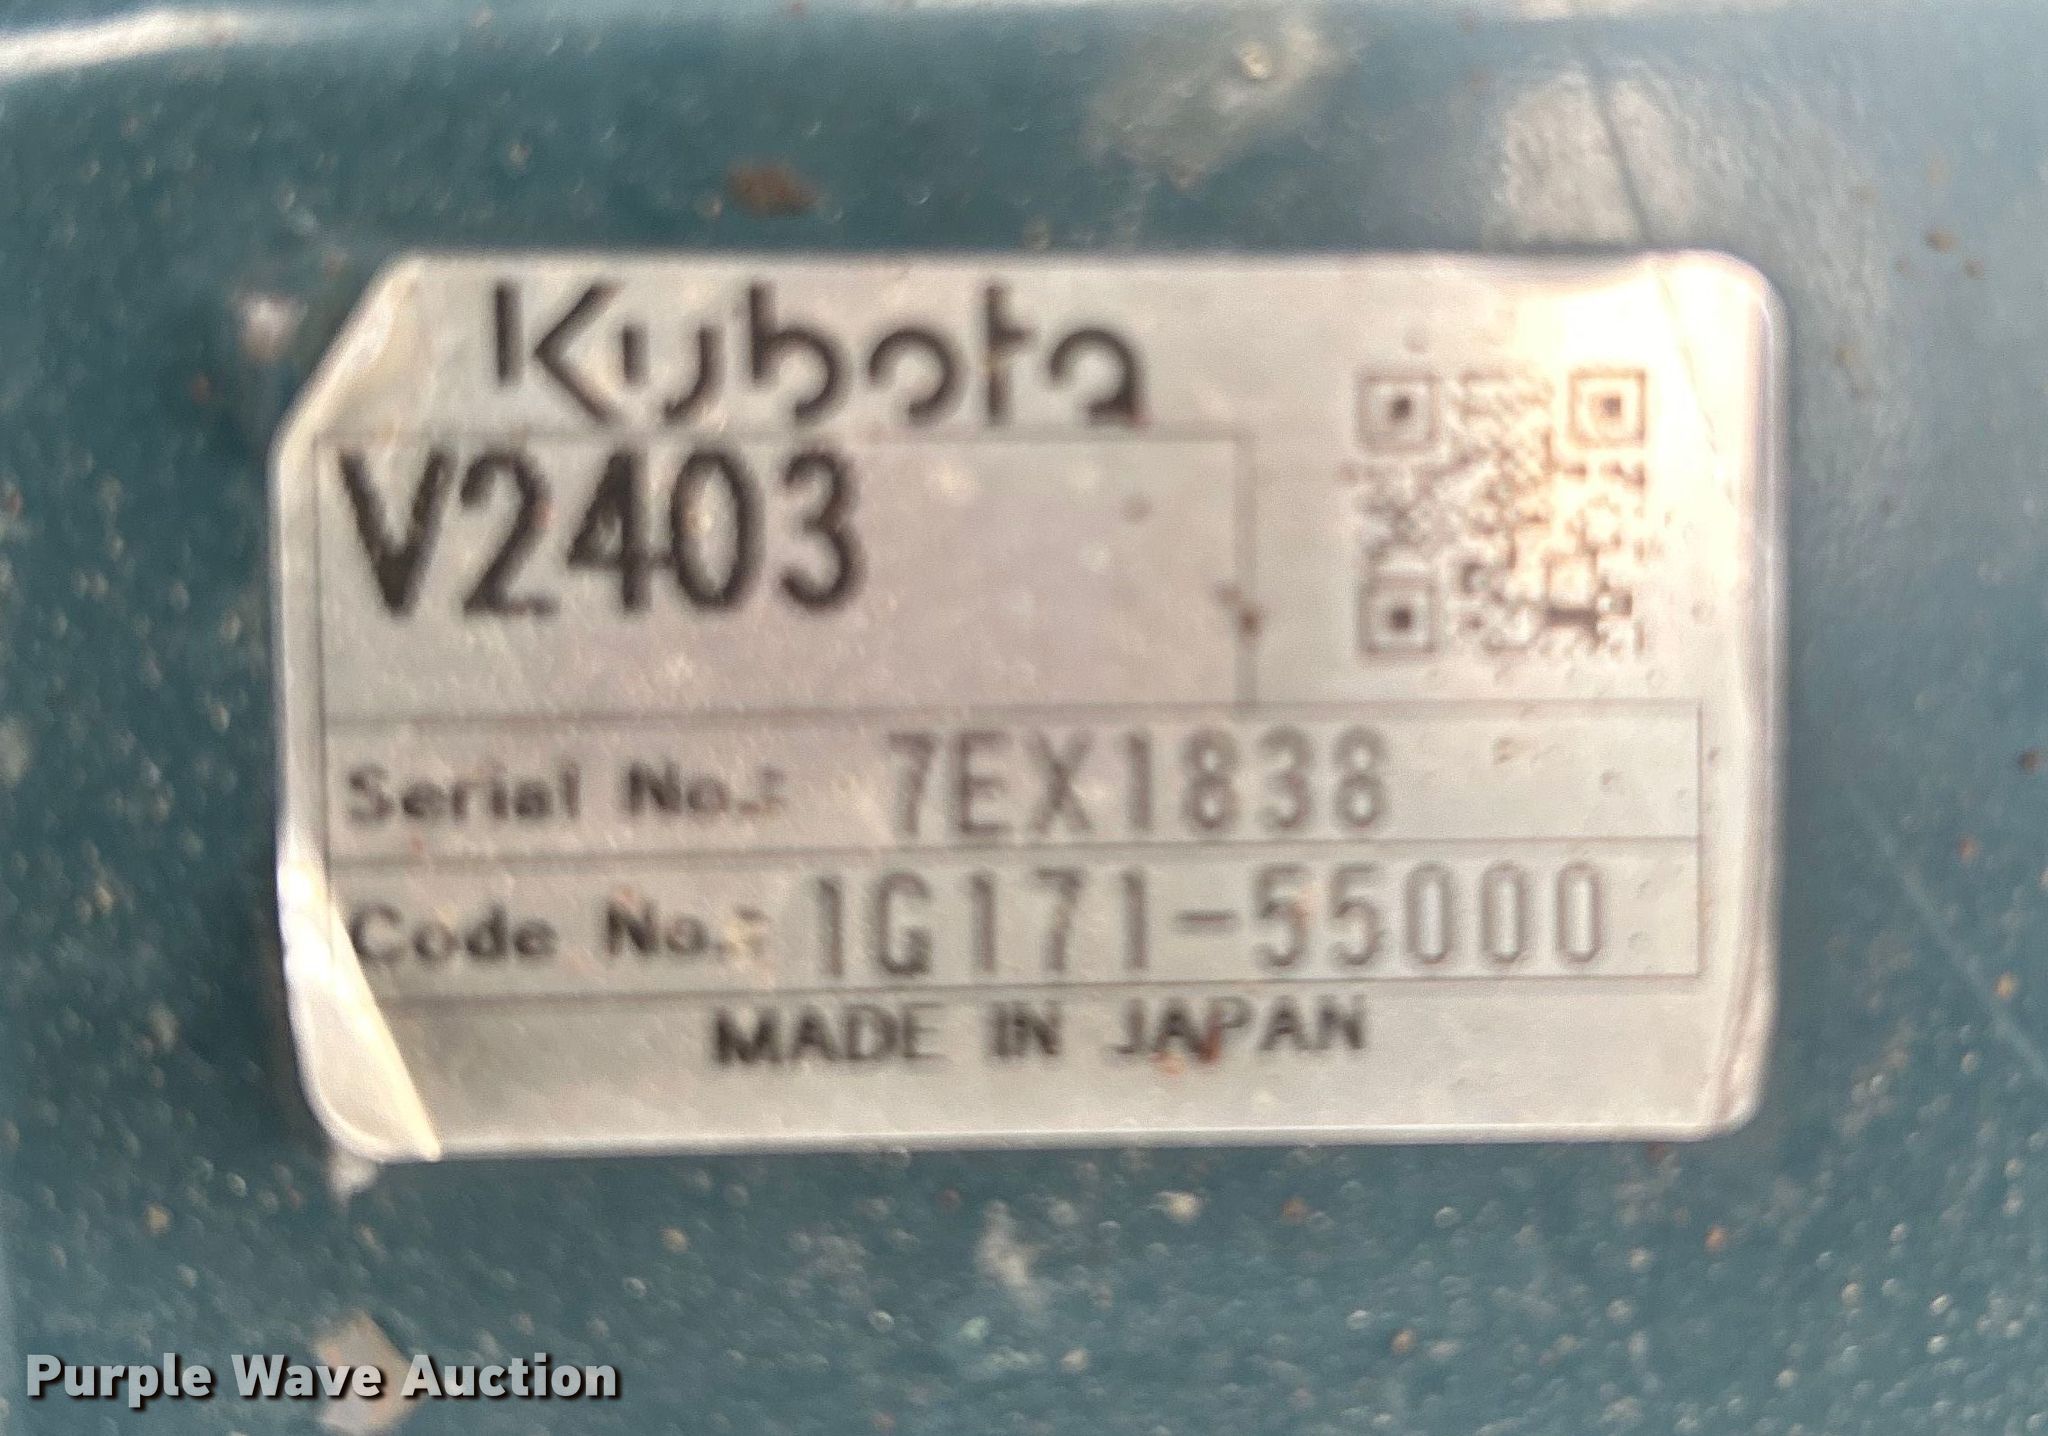 Kubota
V2403
Serial No.: 7EX1838
Code No.: 1G171-55000
MADE IN JAPAN
Purple Wave Auction